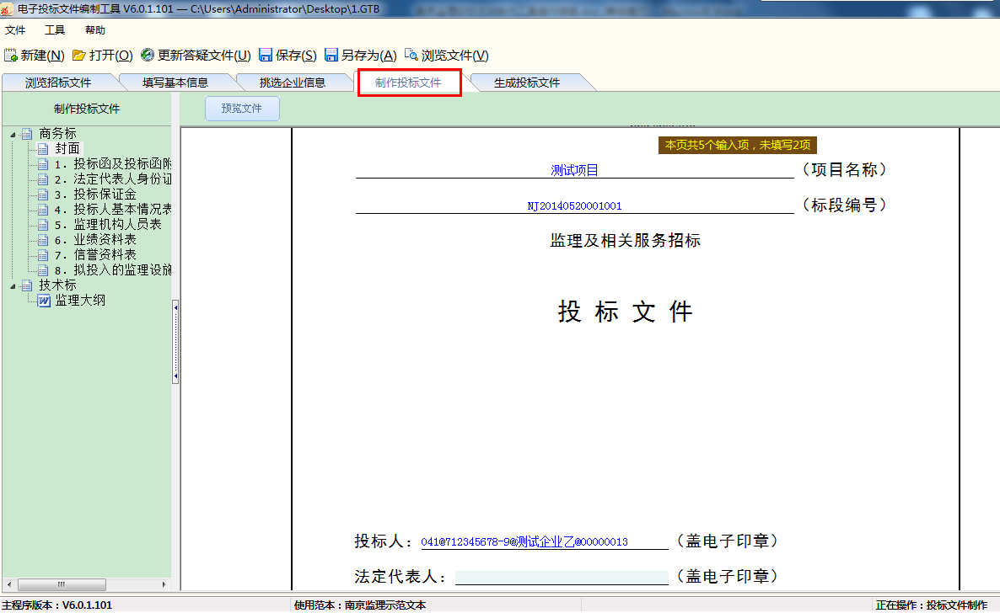 电子投标文件编制工具 V6.0.1.101 — C:\Users\Administrator\Desktop\1.GTB
文件 工具 帮助
新建(N) 打开(O) 更新答疑文件(U) 保存(S) 另存为(A) 浏览文件(V)
浏览招标文件 填写基本信息 挑选企业信息 制作投标文件 生成投标文件
制作投标文件
预览文件
商务标
封面
1. 投标函及投标函附
2. 法定代表人身份证
3. 投标保证金
4. 投标人基本情况表
5. 监理机构人员表
6. 业绩资料表
7. 信誉资料表
8. 拟投入的监理设施
技术标
监理大纲
本页共5个输入项，未填写2项
测试项目（项目名称）
NJ20140520001001（标段编号）
监理及相关服务招标
投 标 文 件
投标人：041@712345678-9@测试企业乙@00000013（盖电子印章）
法定代表人：（盖电子印章）
主程序版本：V6.0.1.101 使用范本：南京监理示范文本 正在操作：投标文件制作